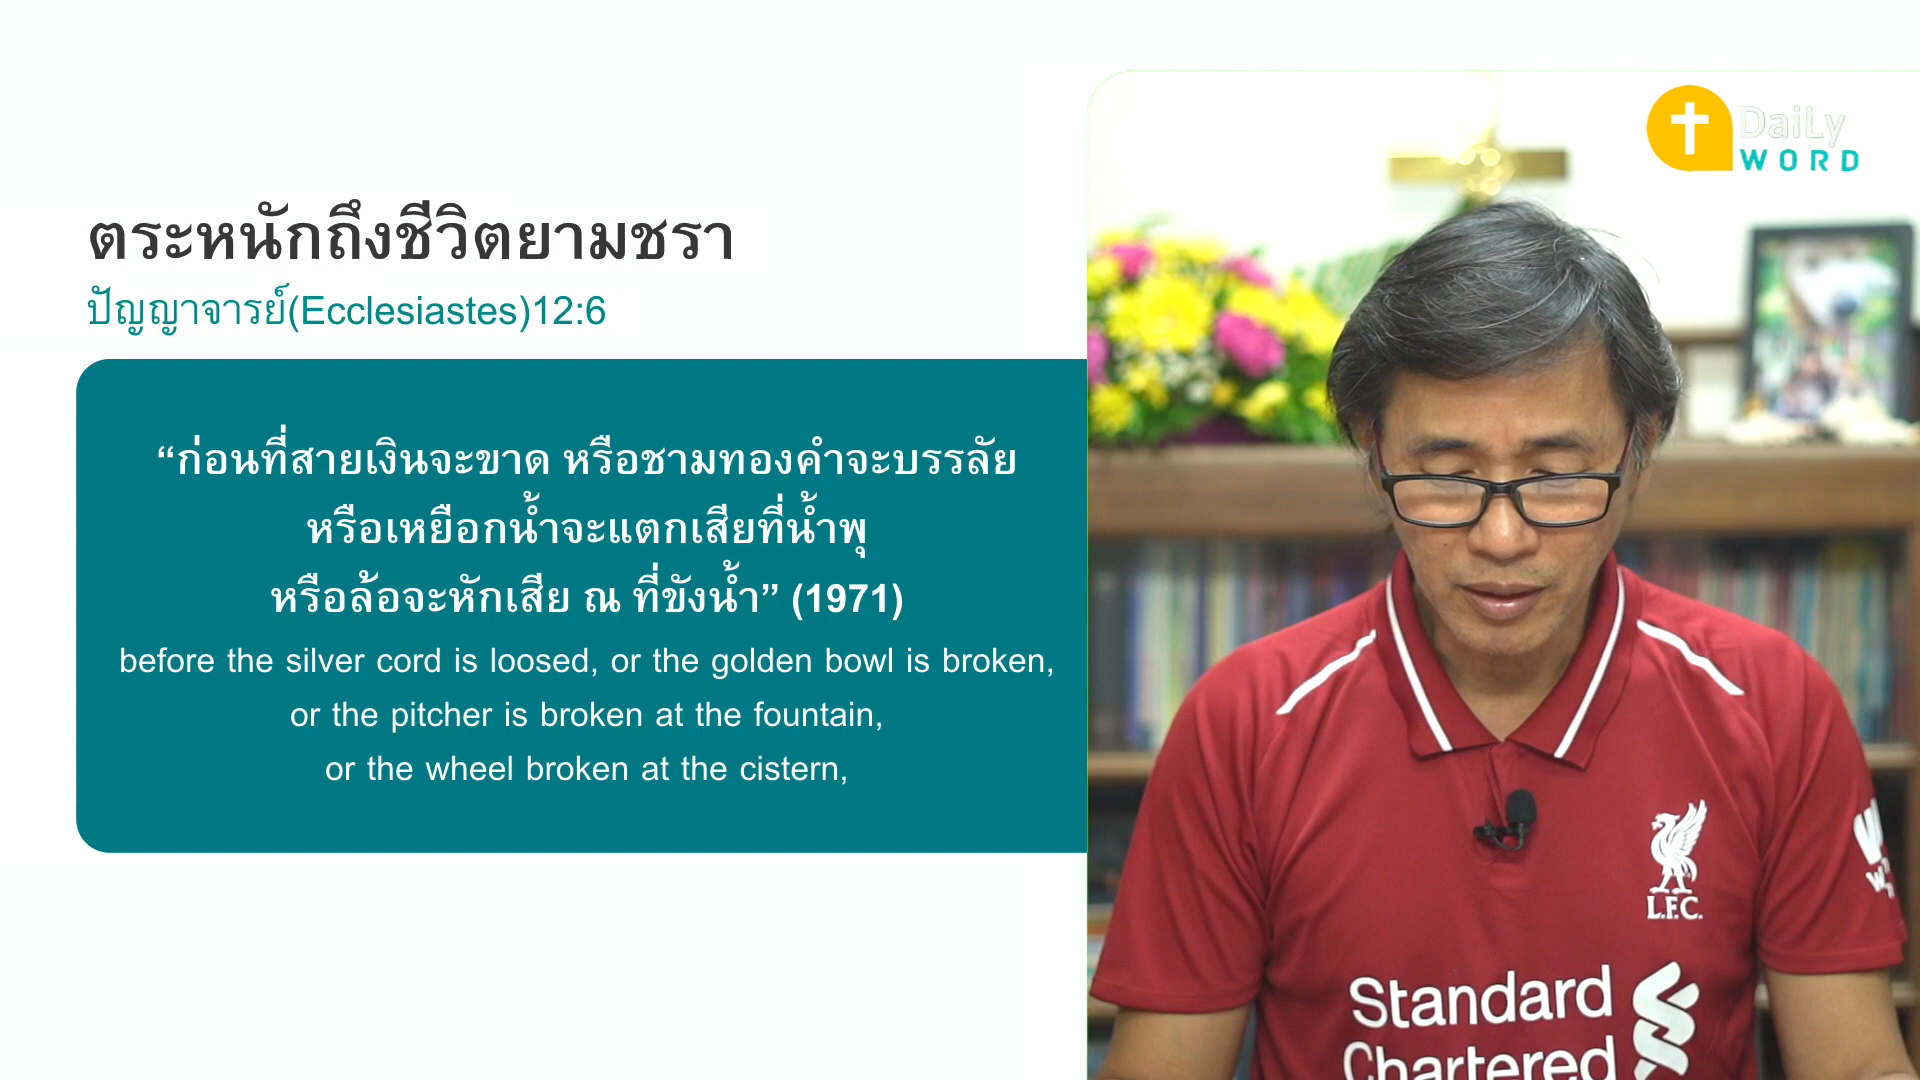 DaiLy
WORD
ตระหนักถึงชีวิตยามชรา
ปัญญาจารย์(Ecclesiastes)12:6
“ก่อนที่สายเงินจะขาด หรือชามทองคำจะบรรลัย
หรือเหยือกน้ำจะแตกเสียที่น้ำพุ
หรือล้อจะหักเสีย ณ ที่ขังน้ำ” (1971)
before the silver cord is loosed, or the golden bowl is broken,
or the pitcher is broken at the fountain,
or the wheel broken at the cistern,
L.F.C.
Standard
Chartered